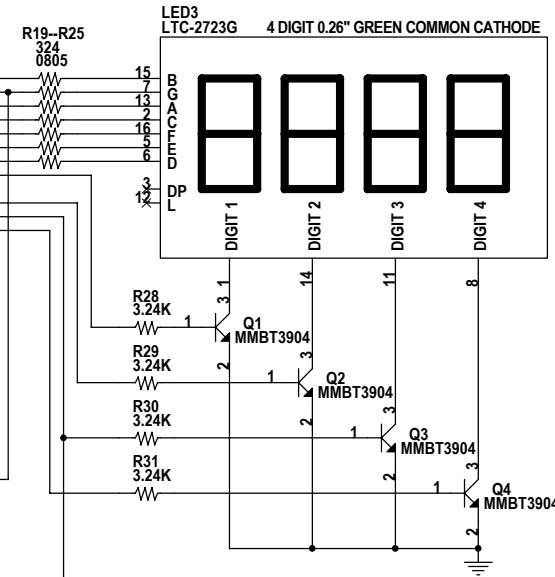 LED3
LTC-2723G 4 DIGIT 0.26" GREEN COMMON CATHODE
R19--R25
324
0805
15 B
7 G
13 A
2 C
16 F
5 E
6 D
3 DP
12 L
DIGIT 1
DIGIT 2
DIGIT 3
DIGIT 4
1
14
11
8
R28
3.24K
1
3
Q1
MMBT3904
2
R29
3.24K
1
3
Q2
MMBT3904
2
R30
3.24K
1
3
Q3
MMBT3904
2
R31
3.24K
1
3
Q4
MMBT3904
2